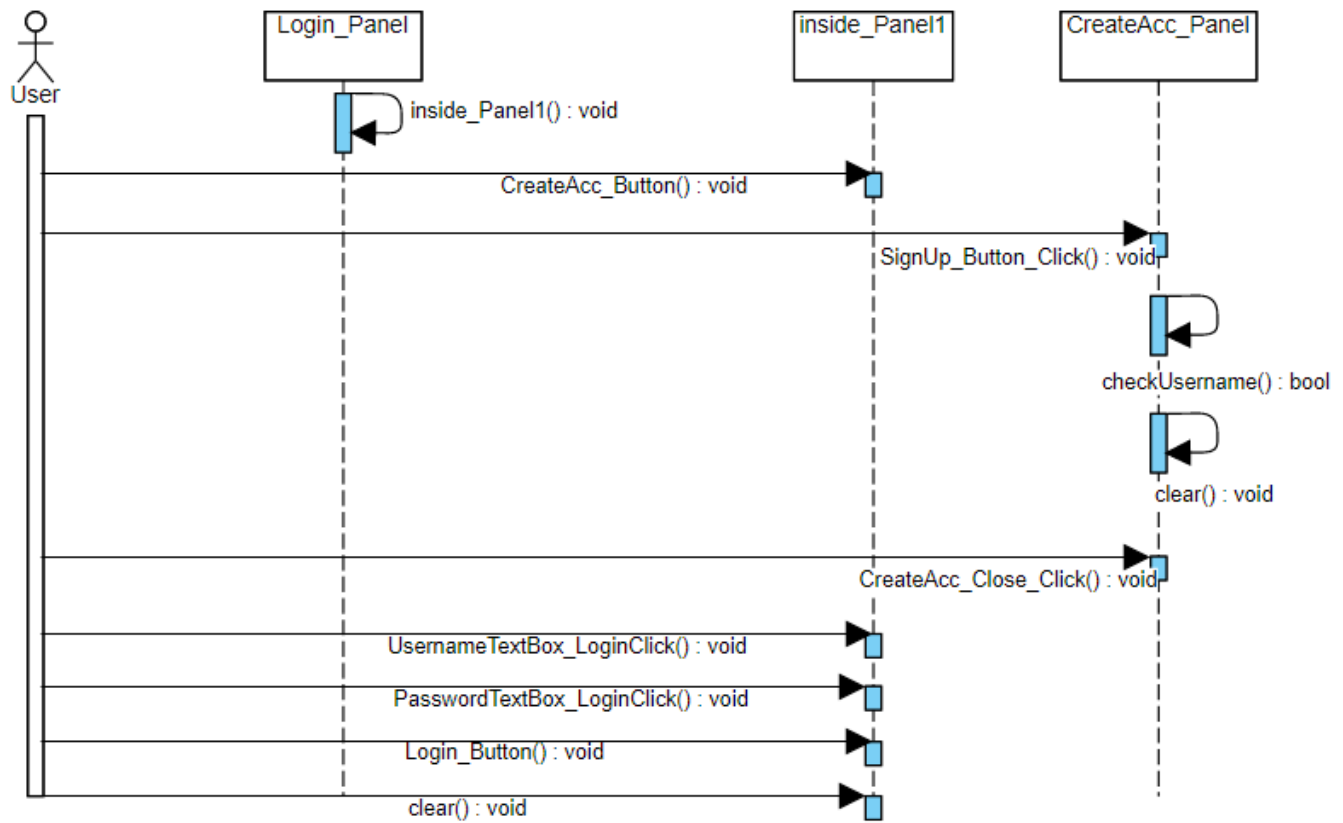 Login_Panel
inside_Panel1
CreateAcc_Panel
User
inside_Panel1() : void
CreateAcc_Button() : void
SignUp_Button_Click() : void
checkUsername() : bool
clear() : void
CreateAcc_Close_Click() : void
UsernameTextBox_LoginClick() : void
PasswordTextBox_LoginClick() : void
Login_Button() : void
clear() : void